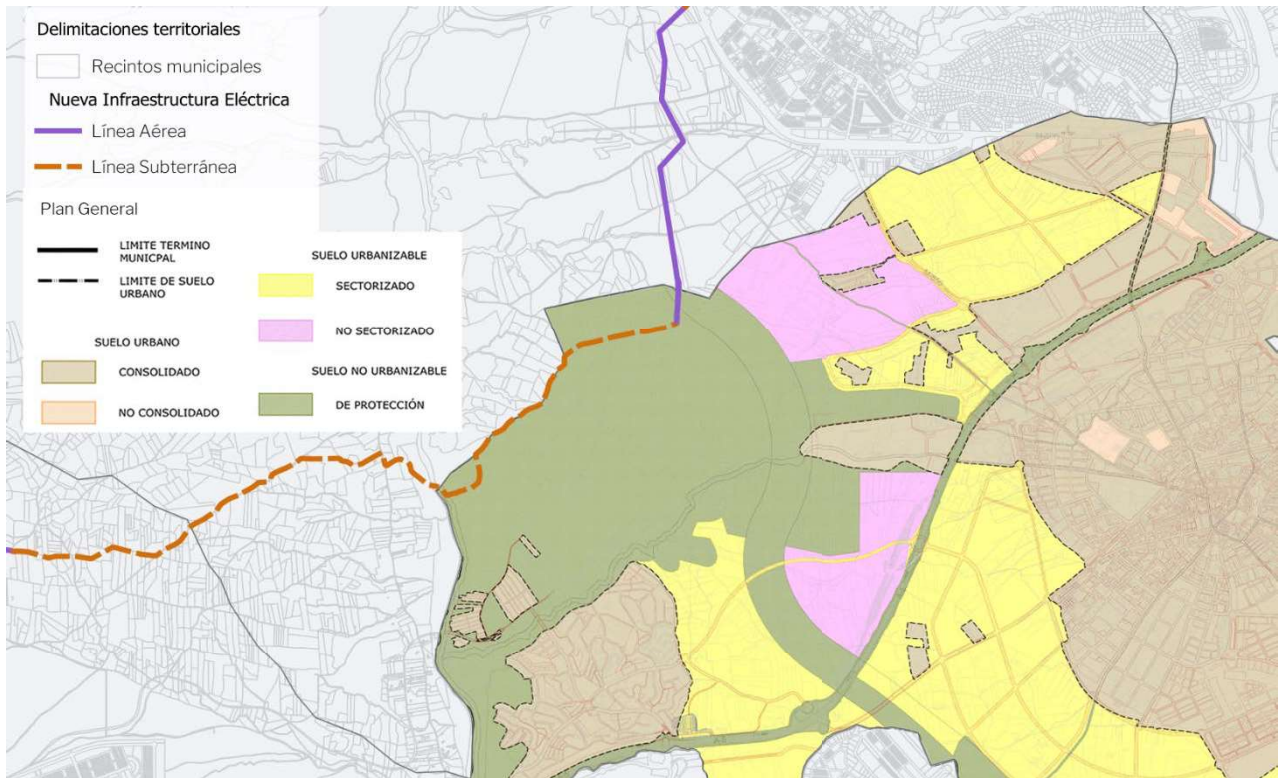 Delimitaciones territoriales
Recintos municipales
Nueva Infraestructura Eléctrica
Línea Aérea
Línea Subterránea
Plan General
LIMITE TERMINO
MUNICPAL
LIMITE DE SUELO
URBANO
SUELO URBANO
CONSOLIDADO
NO CONSOLIDADO
SUELO URBANIZABLE
SECTORIZADO
NO SECTORIZADO
SUELO NO URBANIZABLE
DE PROTECCIÓN